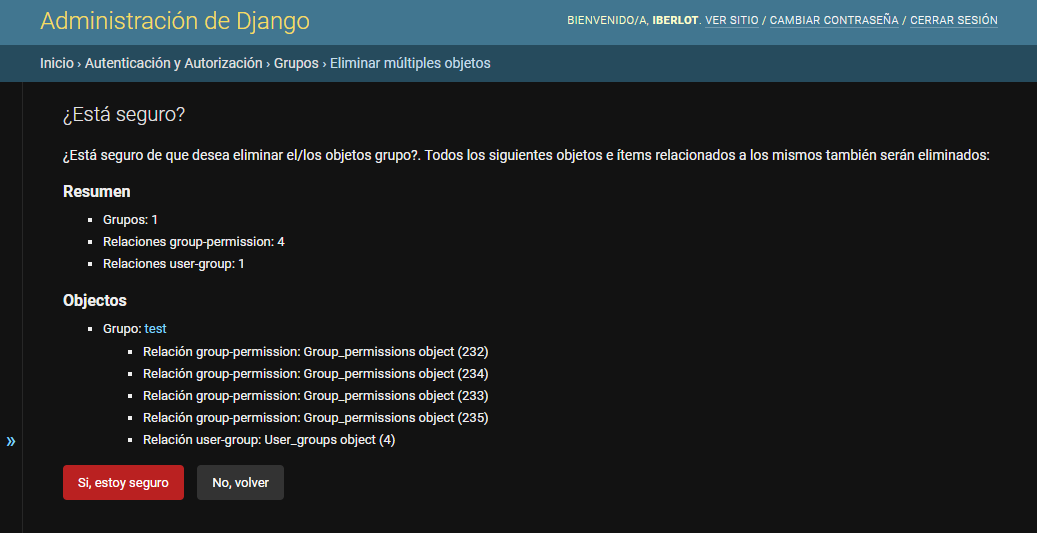 Administración de Django
BIENVENIDO/A, IBERLOT. VER SITIO / CAMBIAR CONTRASEÑA / CERRAR SESIÓN
Inicio › Autenticación y Autorización › Grupos › Eliminar múltiples objetos
¿Está seguro?
¿Está seguro de que desea eliminar el/los objetos grupo?. Todos los siguientes objetos e ítems relacionados a los mismos también serán eliminados:
Resumen
Grupos: 1
Relaciones group-permission: 4
Relaciones user-group: 1
Objectos
Grupo: test
Relación group-permission: Group_permissions object (232)
Relación group-permission: Group_permissions object (234)
Relación group-permission: Group_permissions object (233)
Relación group-permission: Group_permissions object (235)
Relación user-group: User_groups object (4)
»
Si, estoy seguro
No, volver